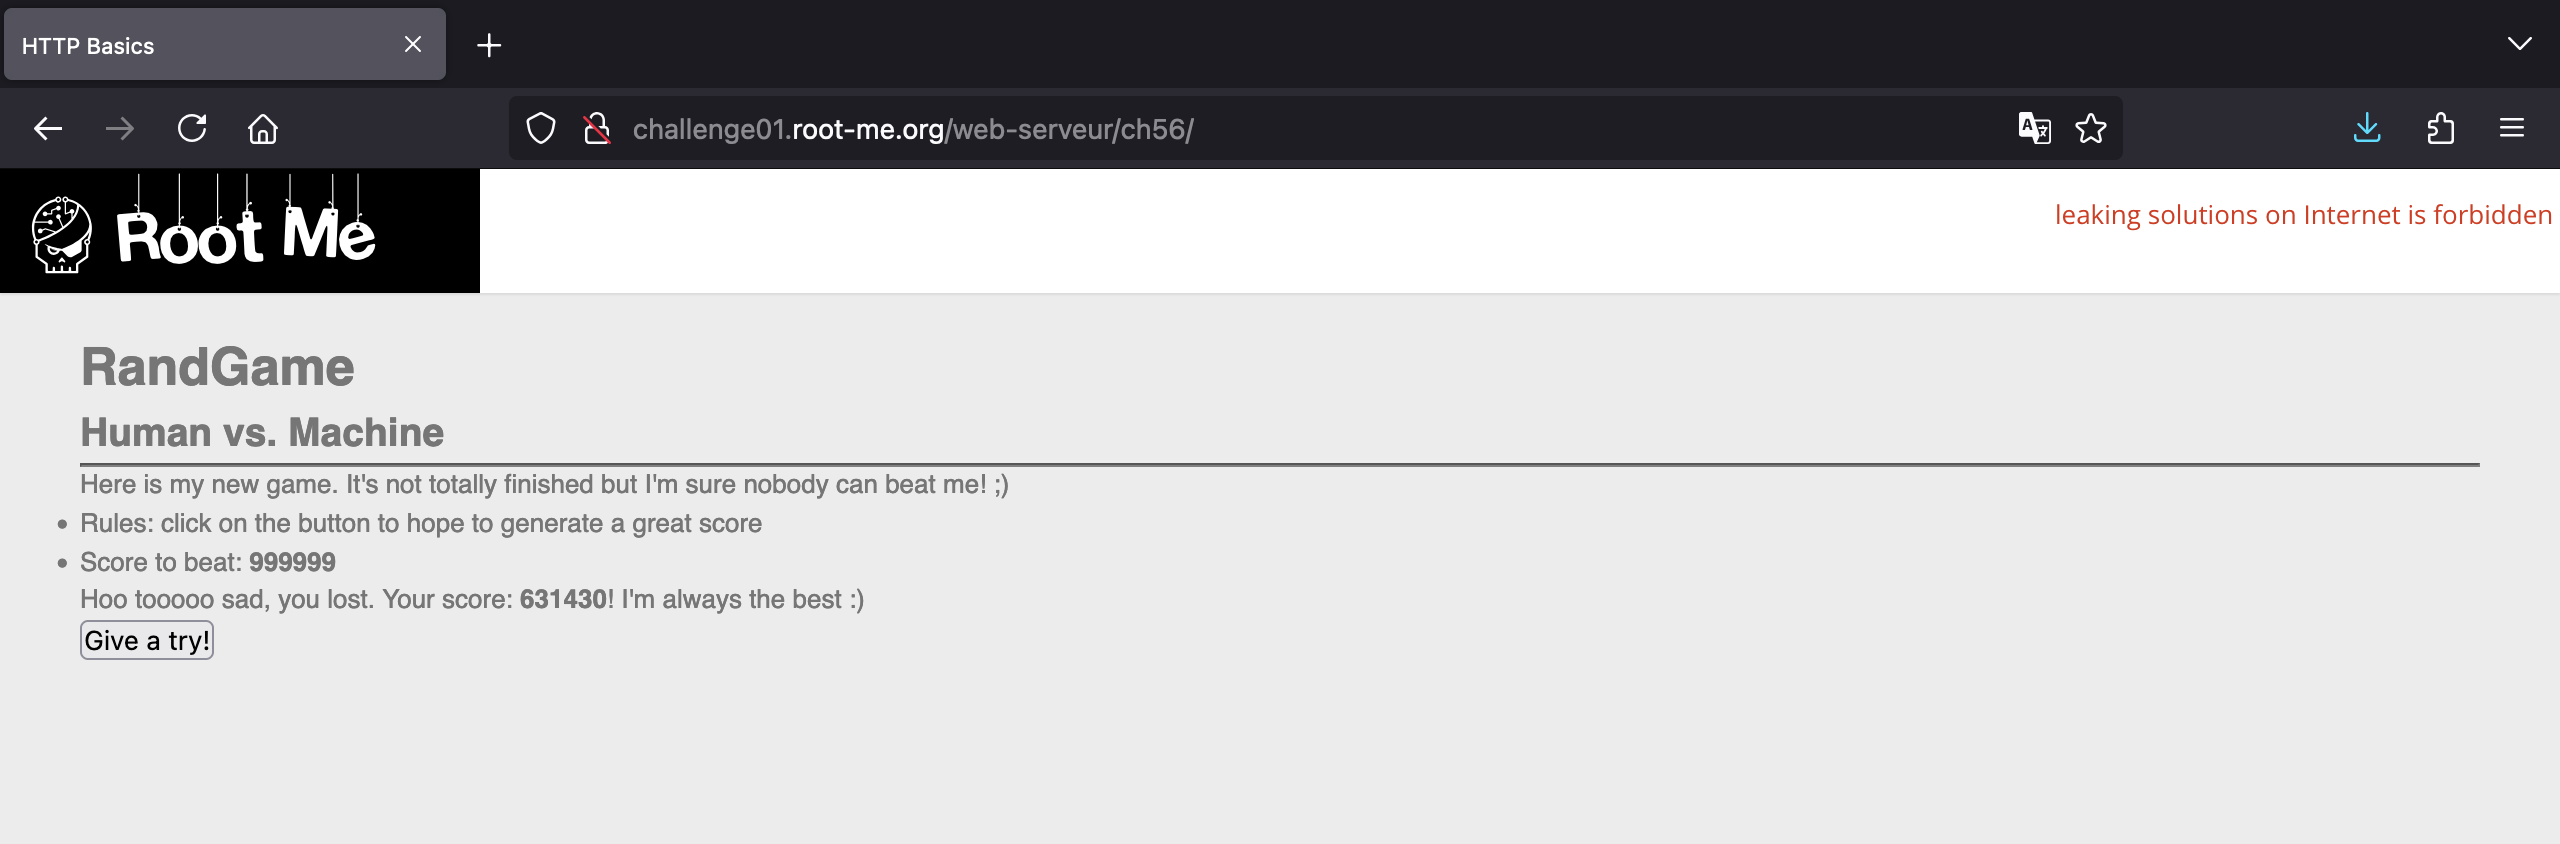 HTTP Basics
challenge01.root-me.org/web-serveur/ch56/
Root Me
leaking solutions on Internet is forbidden
RandGame
Human vs. Machine
Here is my new game. It's not totally finished but I'm sure nobody can beat me! ;)
• Rules: click on the button to hope to generate a great score
• Score to beat: 999999
Hoo tooooo sad, you lost. Your score: 631430! I'm always the best :)
Give a try!